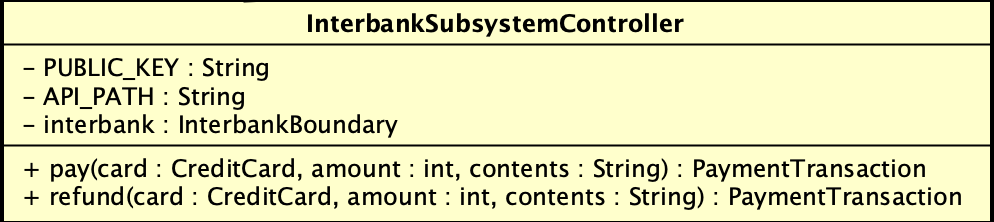 InterbankSubsystemController
- PUBLIC_KEY : String
- API_PATH : String
- interbank : InterbankBoundary
+ pay(card : CreditCard, amount : int, contents : String) : PaymentTransaction
+ refund(card : CreditCard, amount : int, contents : String) : PaymentTransaction